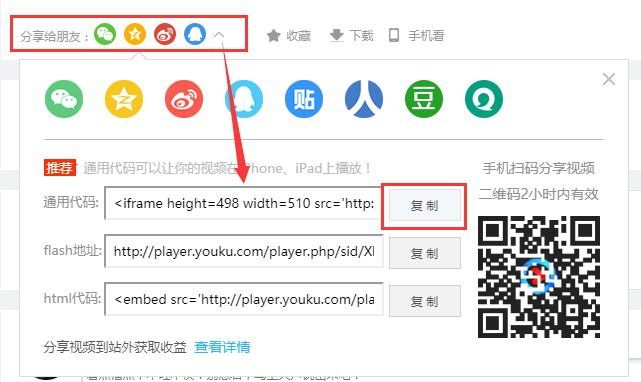 分享给朋友：
收藏
下载
手机看
贴
人
豆
推荐 通用代码可以让你的视频在iPhone、iPad上播放！
通用代码: <iframe height=498 width=510 src='http: 复 制
flash地址: http://player.youku.com/player.php/sid/X 复 制
html代码: <embed src='http://player.youku.com/pla 复 制
手机扫码分享视频
二维码2小时内有效
分享视频到站外获取收益 查看详情